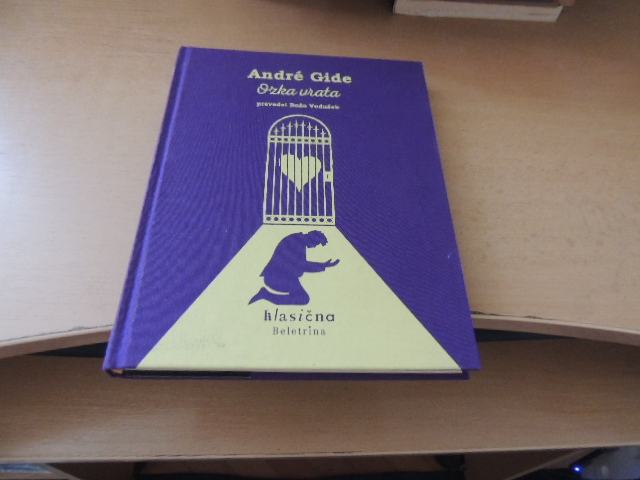 André Gide
Ozka vrata
prevedel Božo Vodušek
klasična
Beletrina